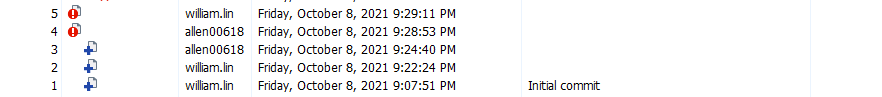 5 william.lin Friday, October 8, 2021 9:29:11 PM
4 allen00618 Friday, October 8, 2021 9:28:53 PM
3 allen00618 Friday, October 8, 2021 9:24:40 PM
2 william.lin Friday, October 8, 2021 9:22:24 PM
1 william.lin Friday, October 8, 2021 9:07:51 PM Initial commit